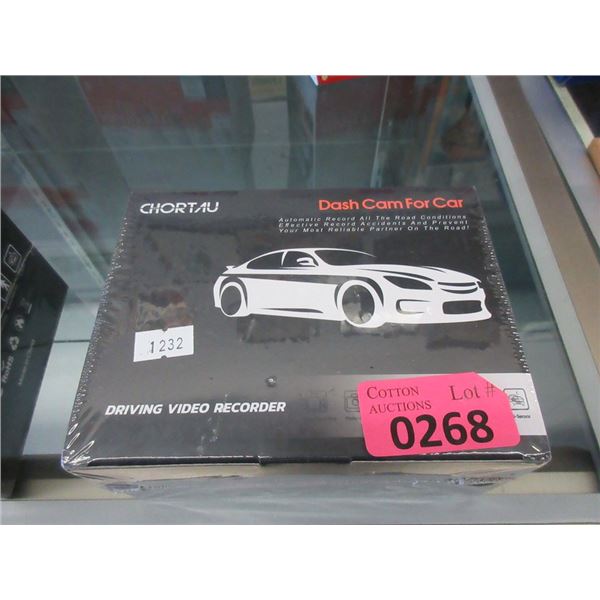 CHORTAU
Dash Cam For Car
Automatic Record All The Road Conditions
Effective Record Accidents And Prevent
Your Most Reliable Partner On The Road!
1232
DRIVING VIDEO RECORDER
COTTON
AUCTIONS
Lot #
0268
RoHS